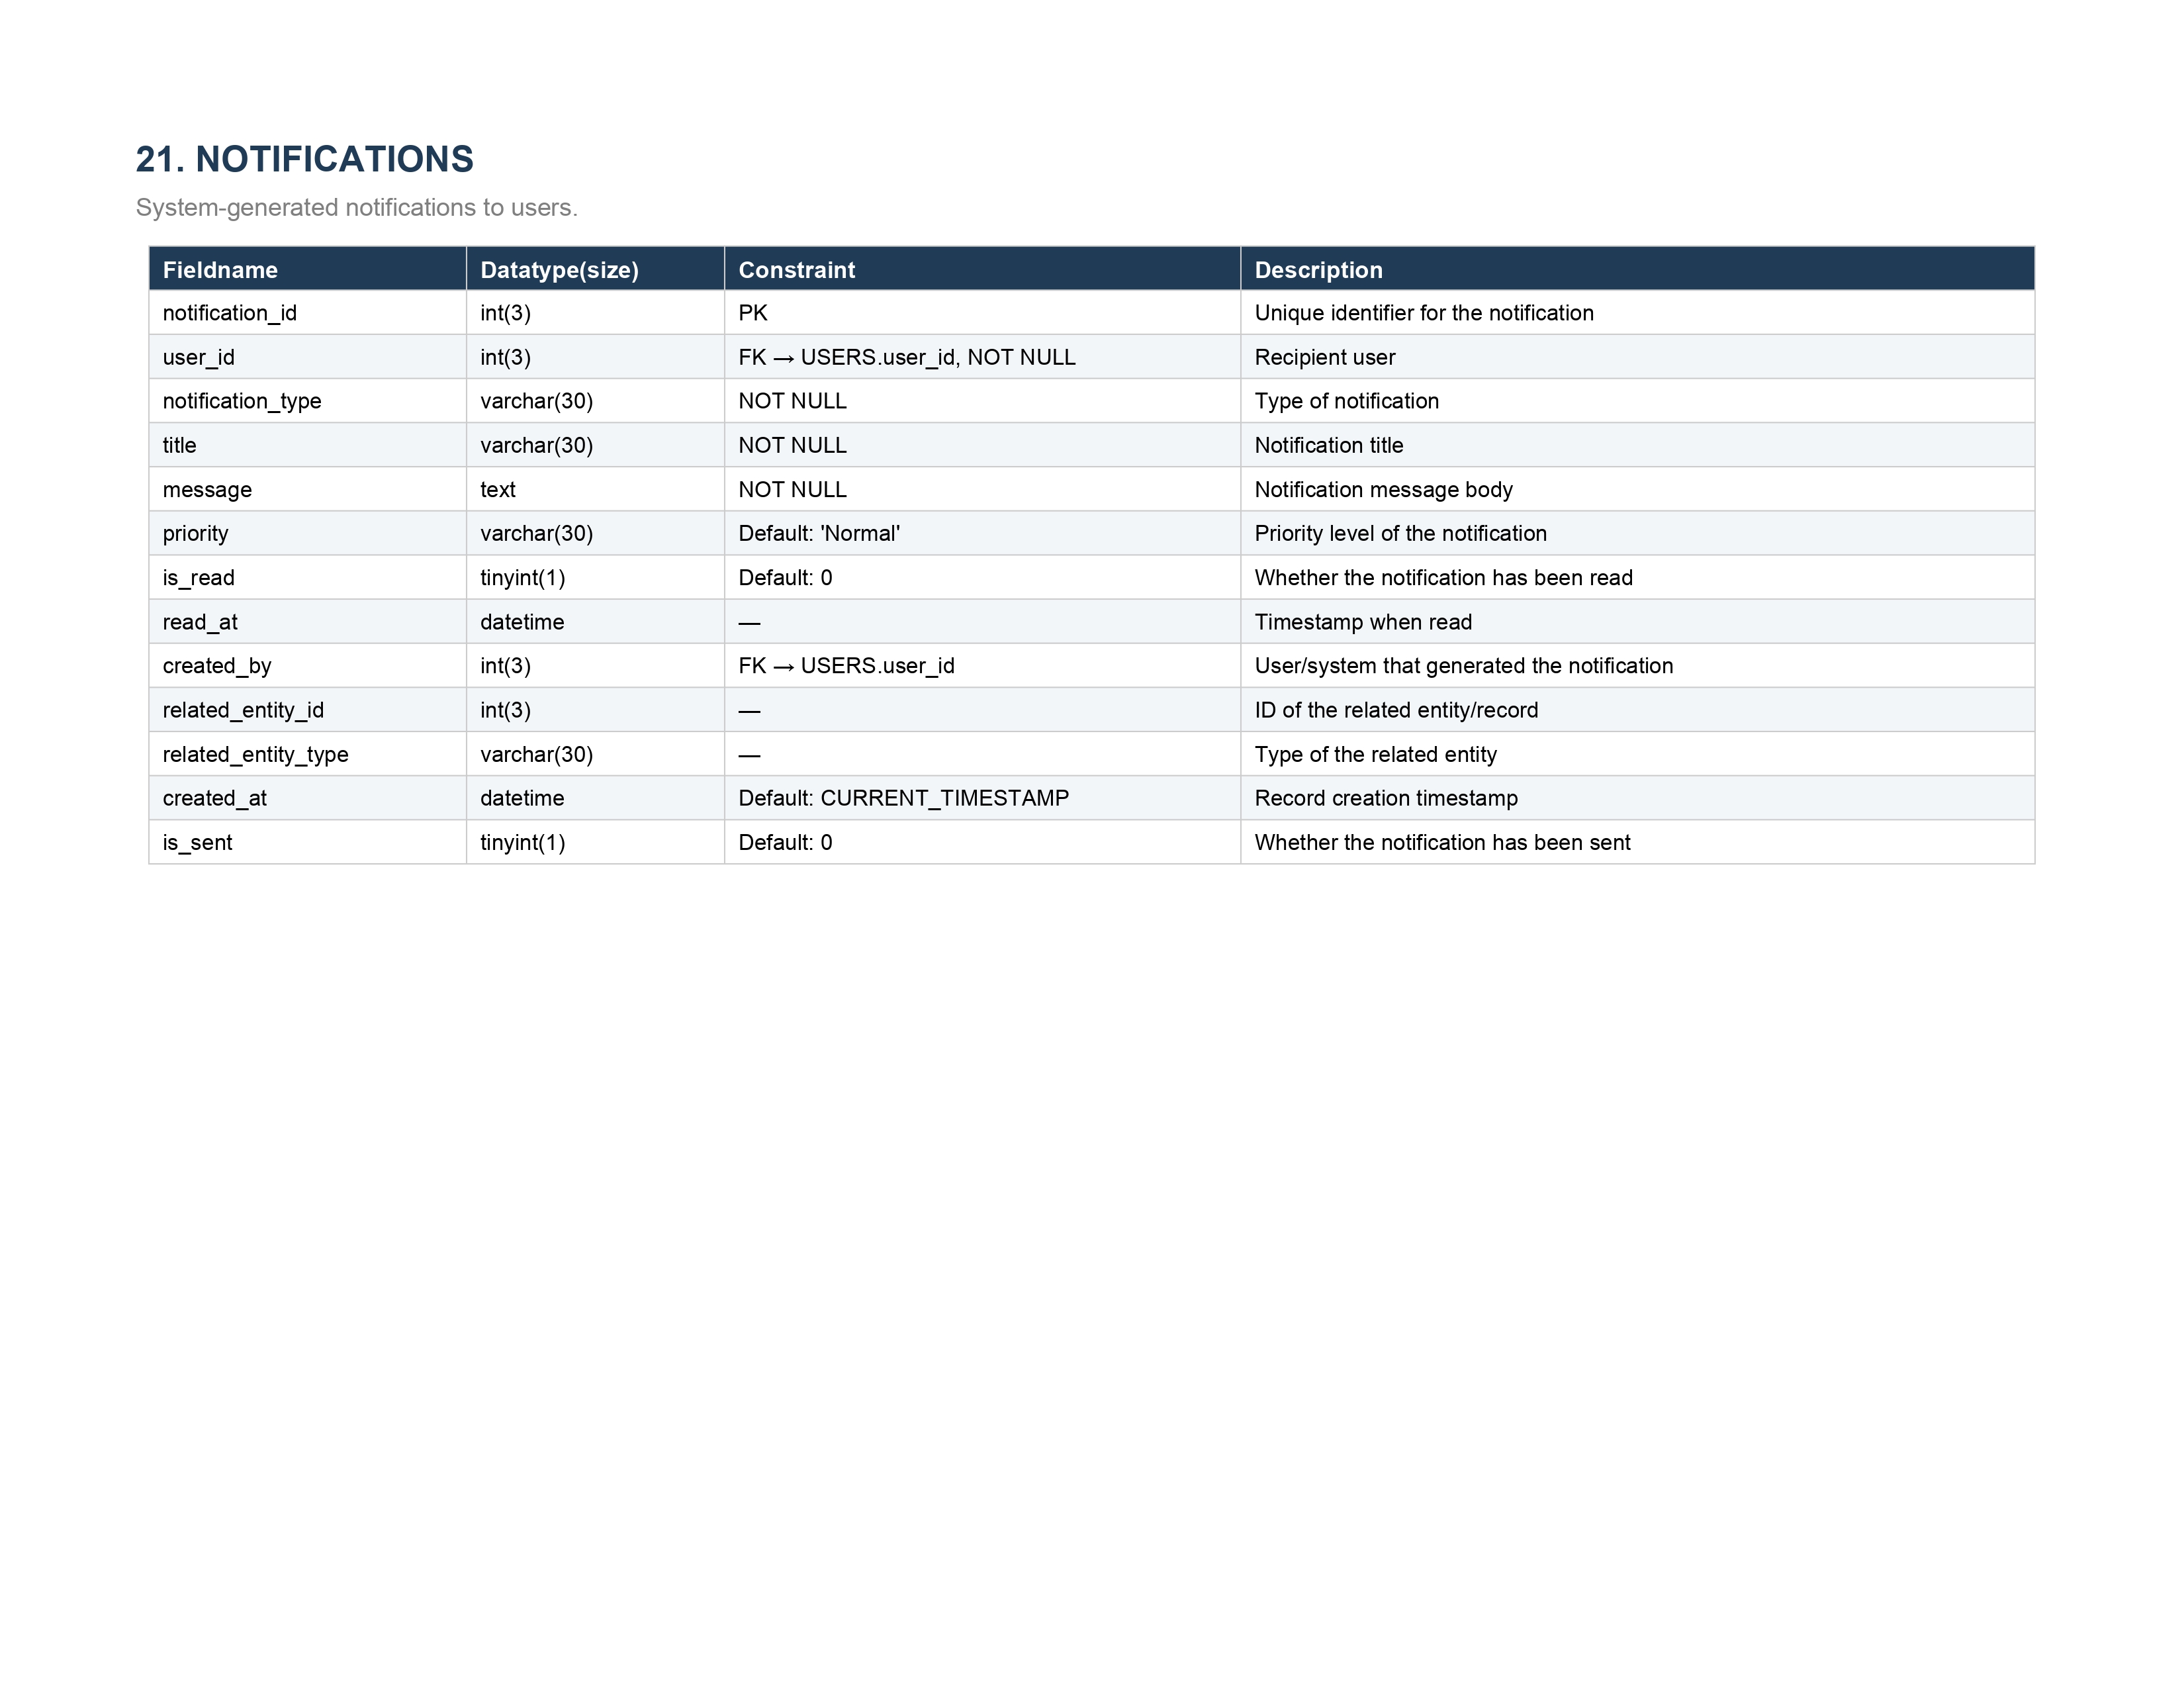 21. NOTIFICATIONS
System-generated notifications to users.
Fieldname Datatype(size) Constraint Description
notification_id int(3) PK Unique identifier for the notification
user_id int(3) FK → USERS.user_id, NOT NULL Recipient user
notification_type varchar(30) NOT NULL Type of notification
title varchar(30) NOT NULL Notification title
message text NOT NULL Notification message body
priority varchar(30) Default: 'Normal' Priority level of the notification
is_read tinyint(1) Default: 0 Whether the notification has been read
read_at datetime — Timestamp when read
created_by int(3) FK → USERS.user_id User/system that generated the notification
related_entity_id int(3) — ID of the related entity/record
related_entity_type varchar(30) — Type of the related entity
created_at datetime Default: CURRENT_TIMESTAMP Record creation timestamp
is_sent tinyint(1) Default: 0 Whether the notification has been sent